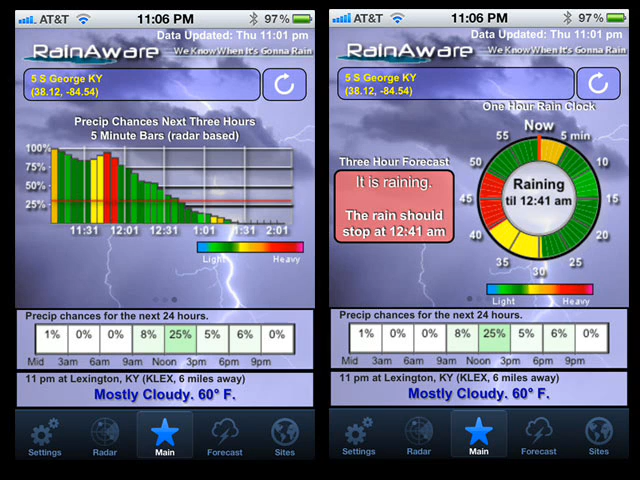 AT&T 11:06 PM 97%
Data Updated: Thu 11:01 pm
RainAware
We Know When It's Gonna Rain
5 S George KY
(38.12, -84.54)
Precip Chances Next Three Hours
5 Minute Bars (radar based)
100%
75%
50%
25%
11:31 12:01 12:31 1:01 1:31 2:01
Light Heavy
Precip chances for the next 24 hours.
1% 0% 0% 8% 25% 5% 6% 0%
Mid 3am 6am 9am Noon 3pm 6pm 9pm
11 pm at Lexington, KY (KLEX, 6 miles away)
Mostly Cloudy. 60° F.
Settings Radar Main Forecast Sites
AT&T 11:06 PM 97%
Data Updated: Thu 11:01 pm
RainAware
We Know When It's Gonna Rain
5 S George KY
(38.12, -84.54)
One Hour Rain Clock
Now
55 5 min
50 10
Three Hour Forecast
It is raining.
The rain should
stop at 12:41 am
Raining
til 12:41 am
45 15
40 20
35 25
30
Light Heavy
Precip chances for the next 24 hours.
1% 0% 0% 8% 25% 5% 6% 0%
Mid 3am 6am 9am Noon 3pm 6pm 9pm
11 pm at Lexington, KY (KLEX, 6 miles away)
Mostly Cloudy. 60° F.
Settings Radar Main Forecast Sites